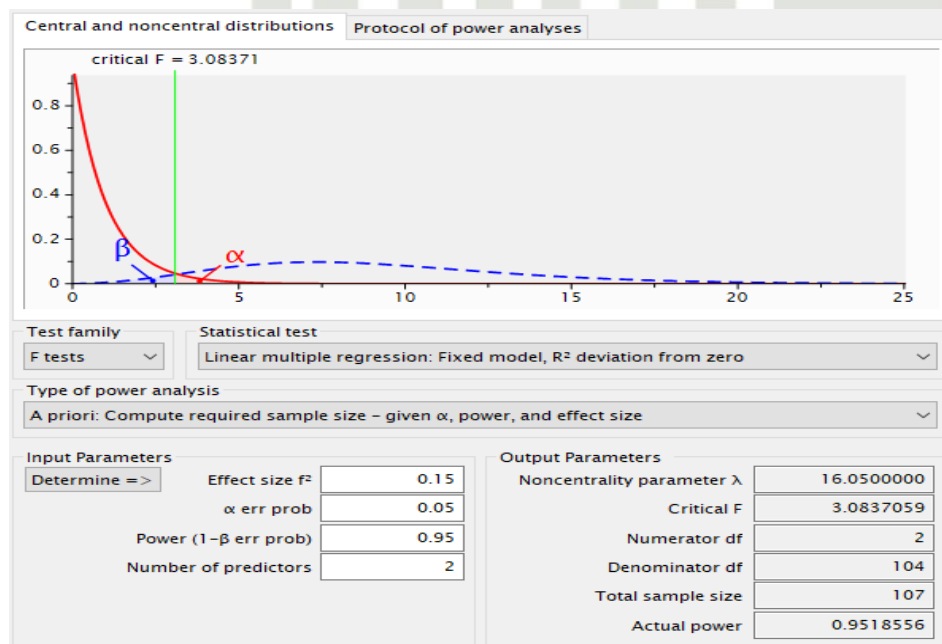 Central and noncentral distributions Protocol of power analyses
critical F = 3.08371
0.8
0.6
0.4
0.2
β α
0
0 5 10 15 20 25
Test family Statistical test
F tests Linear multiple regression: Fixed model, R² deviation from zero
Type of power analysis
A priori: Compute required sample size – given α, power, and effect size
Input Parameters Output Parameters
Determine => Effect size f² 0.15 Noncentrality parameter λ 16.0500000
α err prob 0.05 Critical F 3.0837059
Power (1-β err prob) 0.95 Numerator df 2
Number of predictors 2 Denominator df 104
Total sample size 107
Actual power 0.9518556